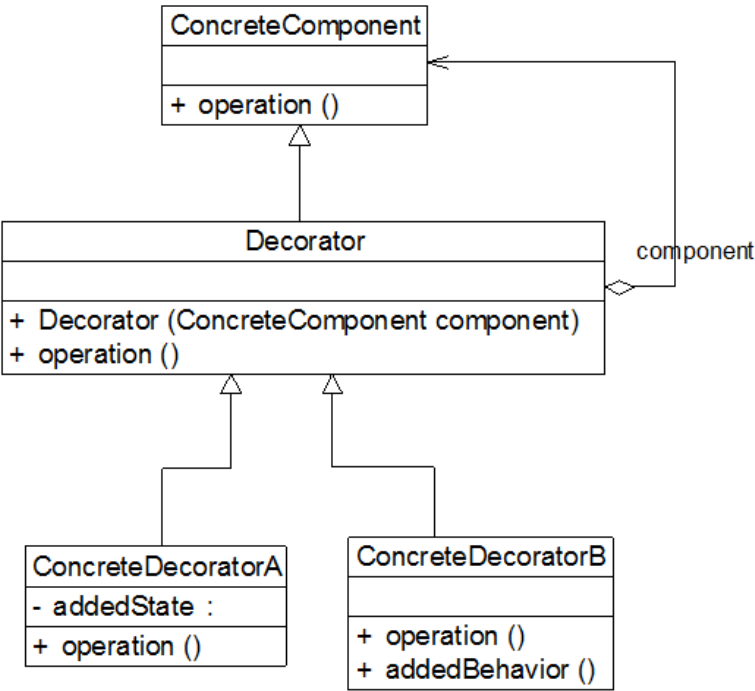 ConcreteComponent
+ operation ()
Decorator
component
+ Decorator (ConcreteComponent component)
+ operation ()
ConcreteDecoratorA
- addedState :
+ operation ()
ConcreteDecoratorB
+ operation ()
+ addedBehavior ()